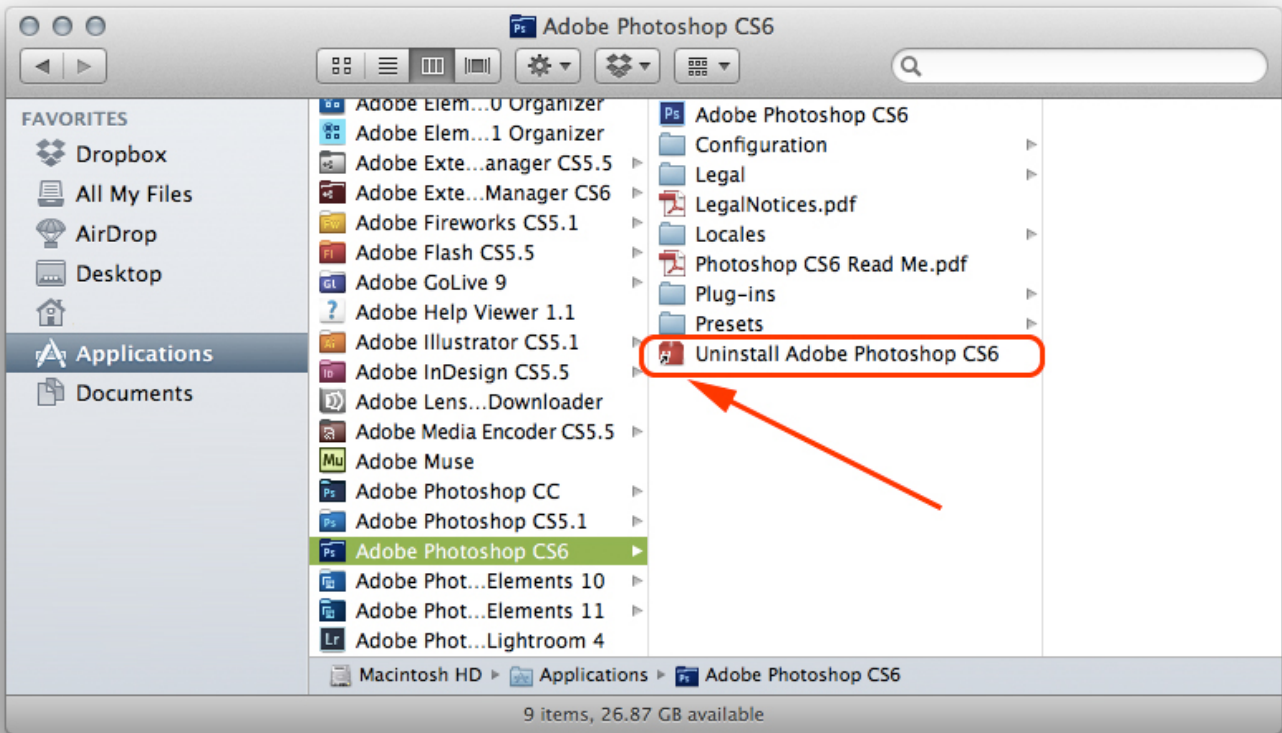 Adobe Photoshop CS6
FAVORITES
Dropbox
All My Files
AirDrop
Desktop
Applications
Documents
Adobe Elem...0 Organizer
Adobe Elem...1 Organizer
Adobe Exte...anager CS5.5
Adobe Exte...Manager CS6
Adobe Fireworks CS5.1
Adobe Flash CS5.5
Adobe GoLive 9
Adobe Help Viewer 1.1
Adobe Illustrator CS5.1
Adobe InDesign CS5.5
Adobe Lens...Downloader
Adobe Media Encoder CS5.5
Adobe Muse
Adobe Photoshop CC
Adobe Photoshop CS5.1
Adobe Photoshop CS6
Adobe Phot...Elements 10
Adobe Phot...Elements 11
Adobe Phot...Lightroom 4
Adobe Photoshop CS6
Configuration
Legal
LegalNotices.pdf
Locales
Photoshop CS6 Read Me.pdf
Plug-ins
Presets
Uninstall Adobe Photoshop CS6
Macintosh HD Applications Adobe Photoshop CS6
9 items, 26.87 GB available